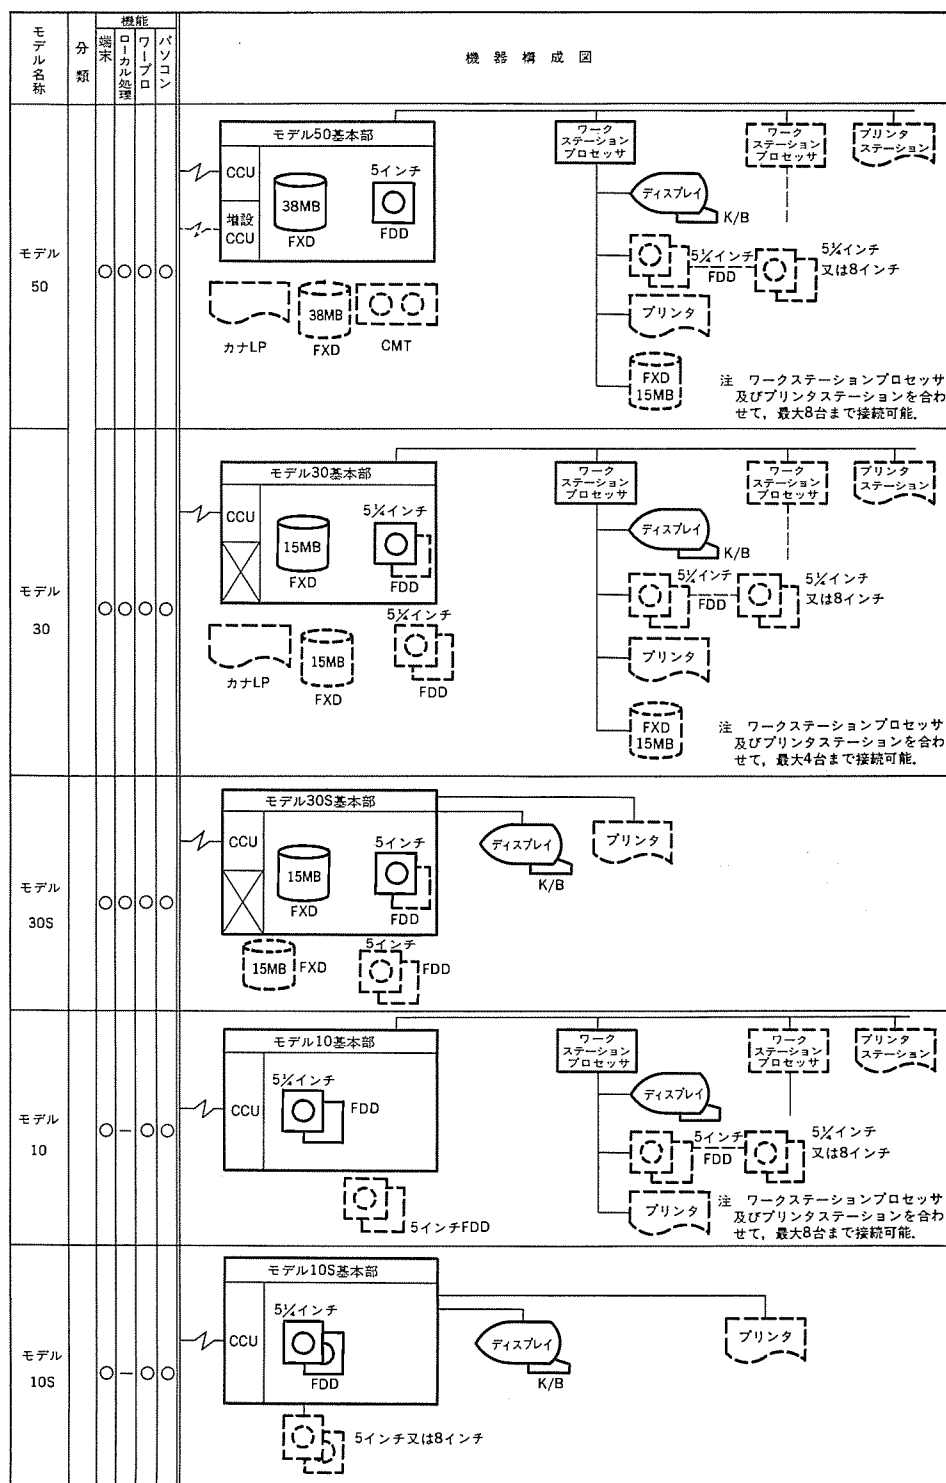 モデル名称
分類
機能
端末
ローカル処理
ワープロ
パソコン
機器構成図
モデル
50
○○○○
モデル50基本部
CCU
増設
CCU
38MB
FXD
5インチ
FDD
カナLP
38MB
FXD
CMT
ワーク
ステーション
プロセッサ
ワーク
ステーション
プロセッサ
プリンタ
ステーション
ディスプレイ
K/B
5¼インチ
FDD
5¼インチ
又は8インチ
プリンタ
FXD
15MB
注 ワークステーションプロセッサ
及びプリンタステーションを合わ
せて,最大8台まで接続可能.
モデル
30
○○○○
モデル30基本部
CCU
15MB
FXD
5¼インチ
FDD
カナLP
15MB
FXD
5¼インチ
FDD
ワーク
ステーション
プロセッサ
ワーク
ステーション
プロセッサ
プリンタ
ステーション
ディスプレイ
K/B
5¼インチ
FDD
5¼インチ
又は8インチ
プリンタ
FXD
15MB
注 ワークステーションプロセッサ
及びプリンタステーションを合わ
せて,最大4台まで接続可能.
モデル
30S
○○○○
モデル30S基本部
CCU
15MB
FXD
5インチ
FDD
15MB
FXD
5インチ
FDD
ディスプレイ
K/B
プリンタ
モデル
10
○−○○
モデル10基本部
CCU
5¼インチ
FDD
5インチFDD
ワーク
ステーション
プロセッサ
ワーク
ステーション
プロセッサ
プリンタ
ステーション
ディスプレイ
5インチ
FDD
5¼インチ
又は8インチ
プリンタ
注 ワークステーションプロセッサ
及びプリンタステーションを合わ
せて,最大8台まで接続可能.
モデル
10S
○−○○
モデル10S基本部
CCU
5¼インチ
FDD
5インチ又は8インチ
ディスプレイ
K/B
プリンタ